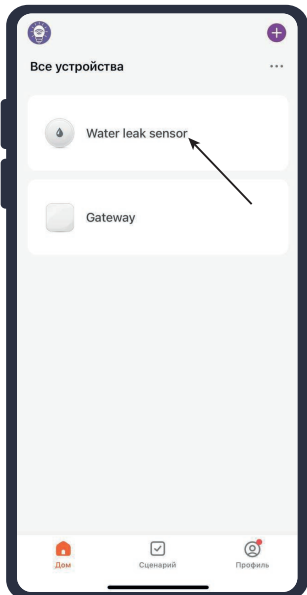 Все устройства
Water leak sensor
Gateway
Дом
Сценарий
Профиль